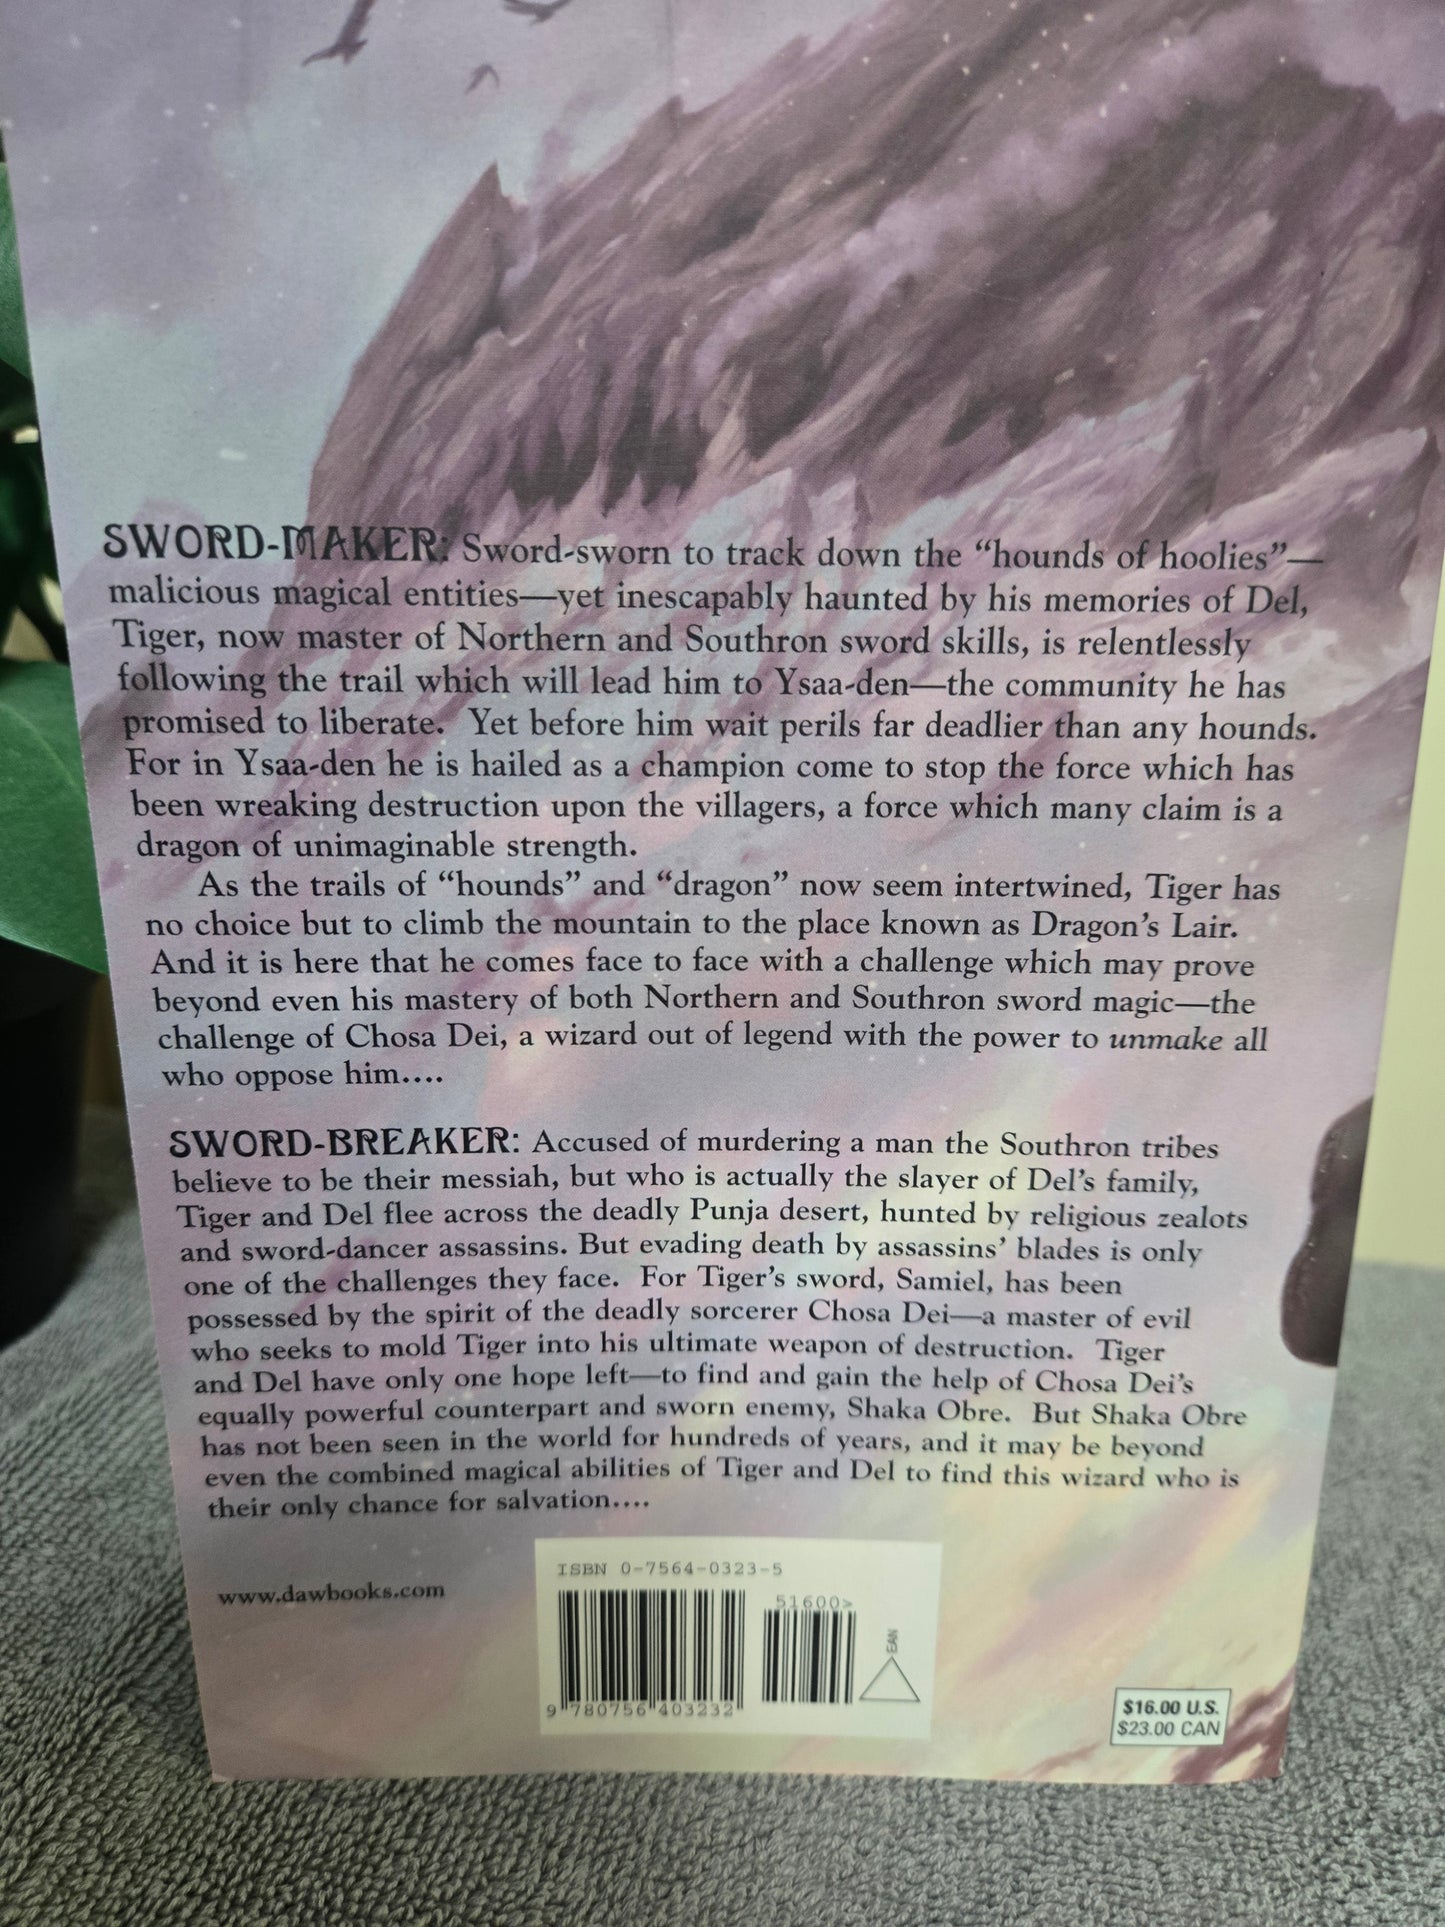 SWORD-MAKER: Sword-sworn to track down the “hounds of hoolies”—
malicious magical entities—yet inescapably haunted by his memories of Del,
Tiger, now master of Northern and Southron sword skills, is relentlessly
following the trail which will lead him to Ysaa-den—the community he has
promised to liberate. Yet before him wait perils far deadlier than any hounds.
For in Ysaa-den he is hailed as a champion come to stop the force which has
been wreaking destruction upon the villagers, a force which many claim is a
dragon of unimaginable strength.
As the trails of “hounds” and “dragon” now seem intertwined, Tiger has
no choice but to climb the mountain to the place known as Dragon’s Lair.
And it is here that he comes face to face with a challenge which may prove
beyond even his mastery of both Northern and Southron sword magic—the
challenge of Chosa Dei, a wizard out of legend with the power to unmake all
who oppose him....
SWORD-BREAKER: Accused of murdering a man the Southron tribes
believe to be their messiah, but who is actually the slayer of Del’s family,
Tiger and Del flee across the deadly Punja desert, hunted by religious zealots
and sword-dancer assassins. But evading death by assassins’ blades is only
one of the challenges they face. For Tiger’s sword, Samiel, has been
possessed by the spirit of the deadly sorcerer Chosa Dei—a master of evil
who seeks to mold Tiger into his ultimate weapon of destruction. Tiger
and Del have only one hope left—to find and gain the help of Chosa Dei’s
equally powerful counterpart and sworn enemy, Shaka Obre. But Shaka Obre
has not been seen in the world for hundreds of years, and it may be beyond
even the combined magical abilities of Tiger and Del to find this wizard who is
their only chance for salvation....
www.dawbooks.com
ISBN 0-7564-0323-5
51600>
EAN
9 780756 403232
$16.00 U.S.
$23.00 CAN